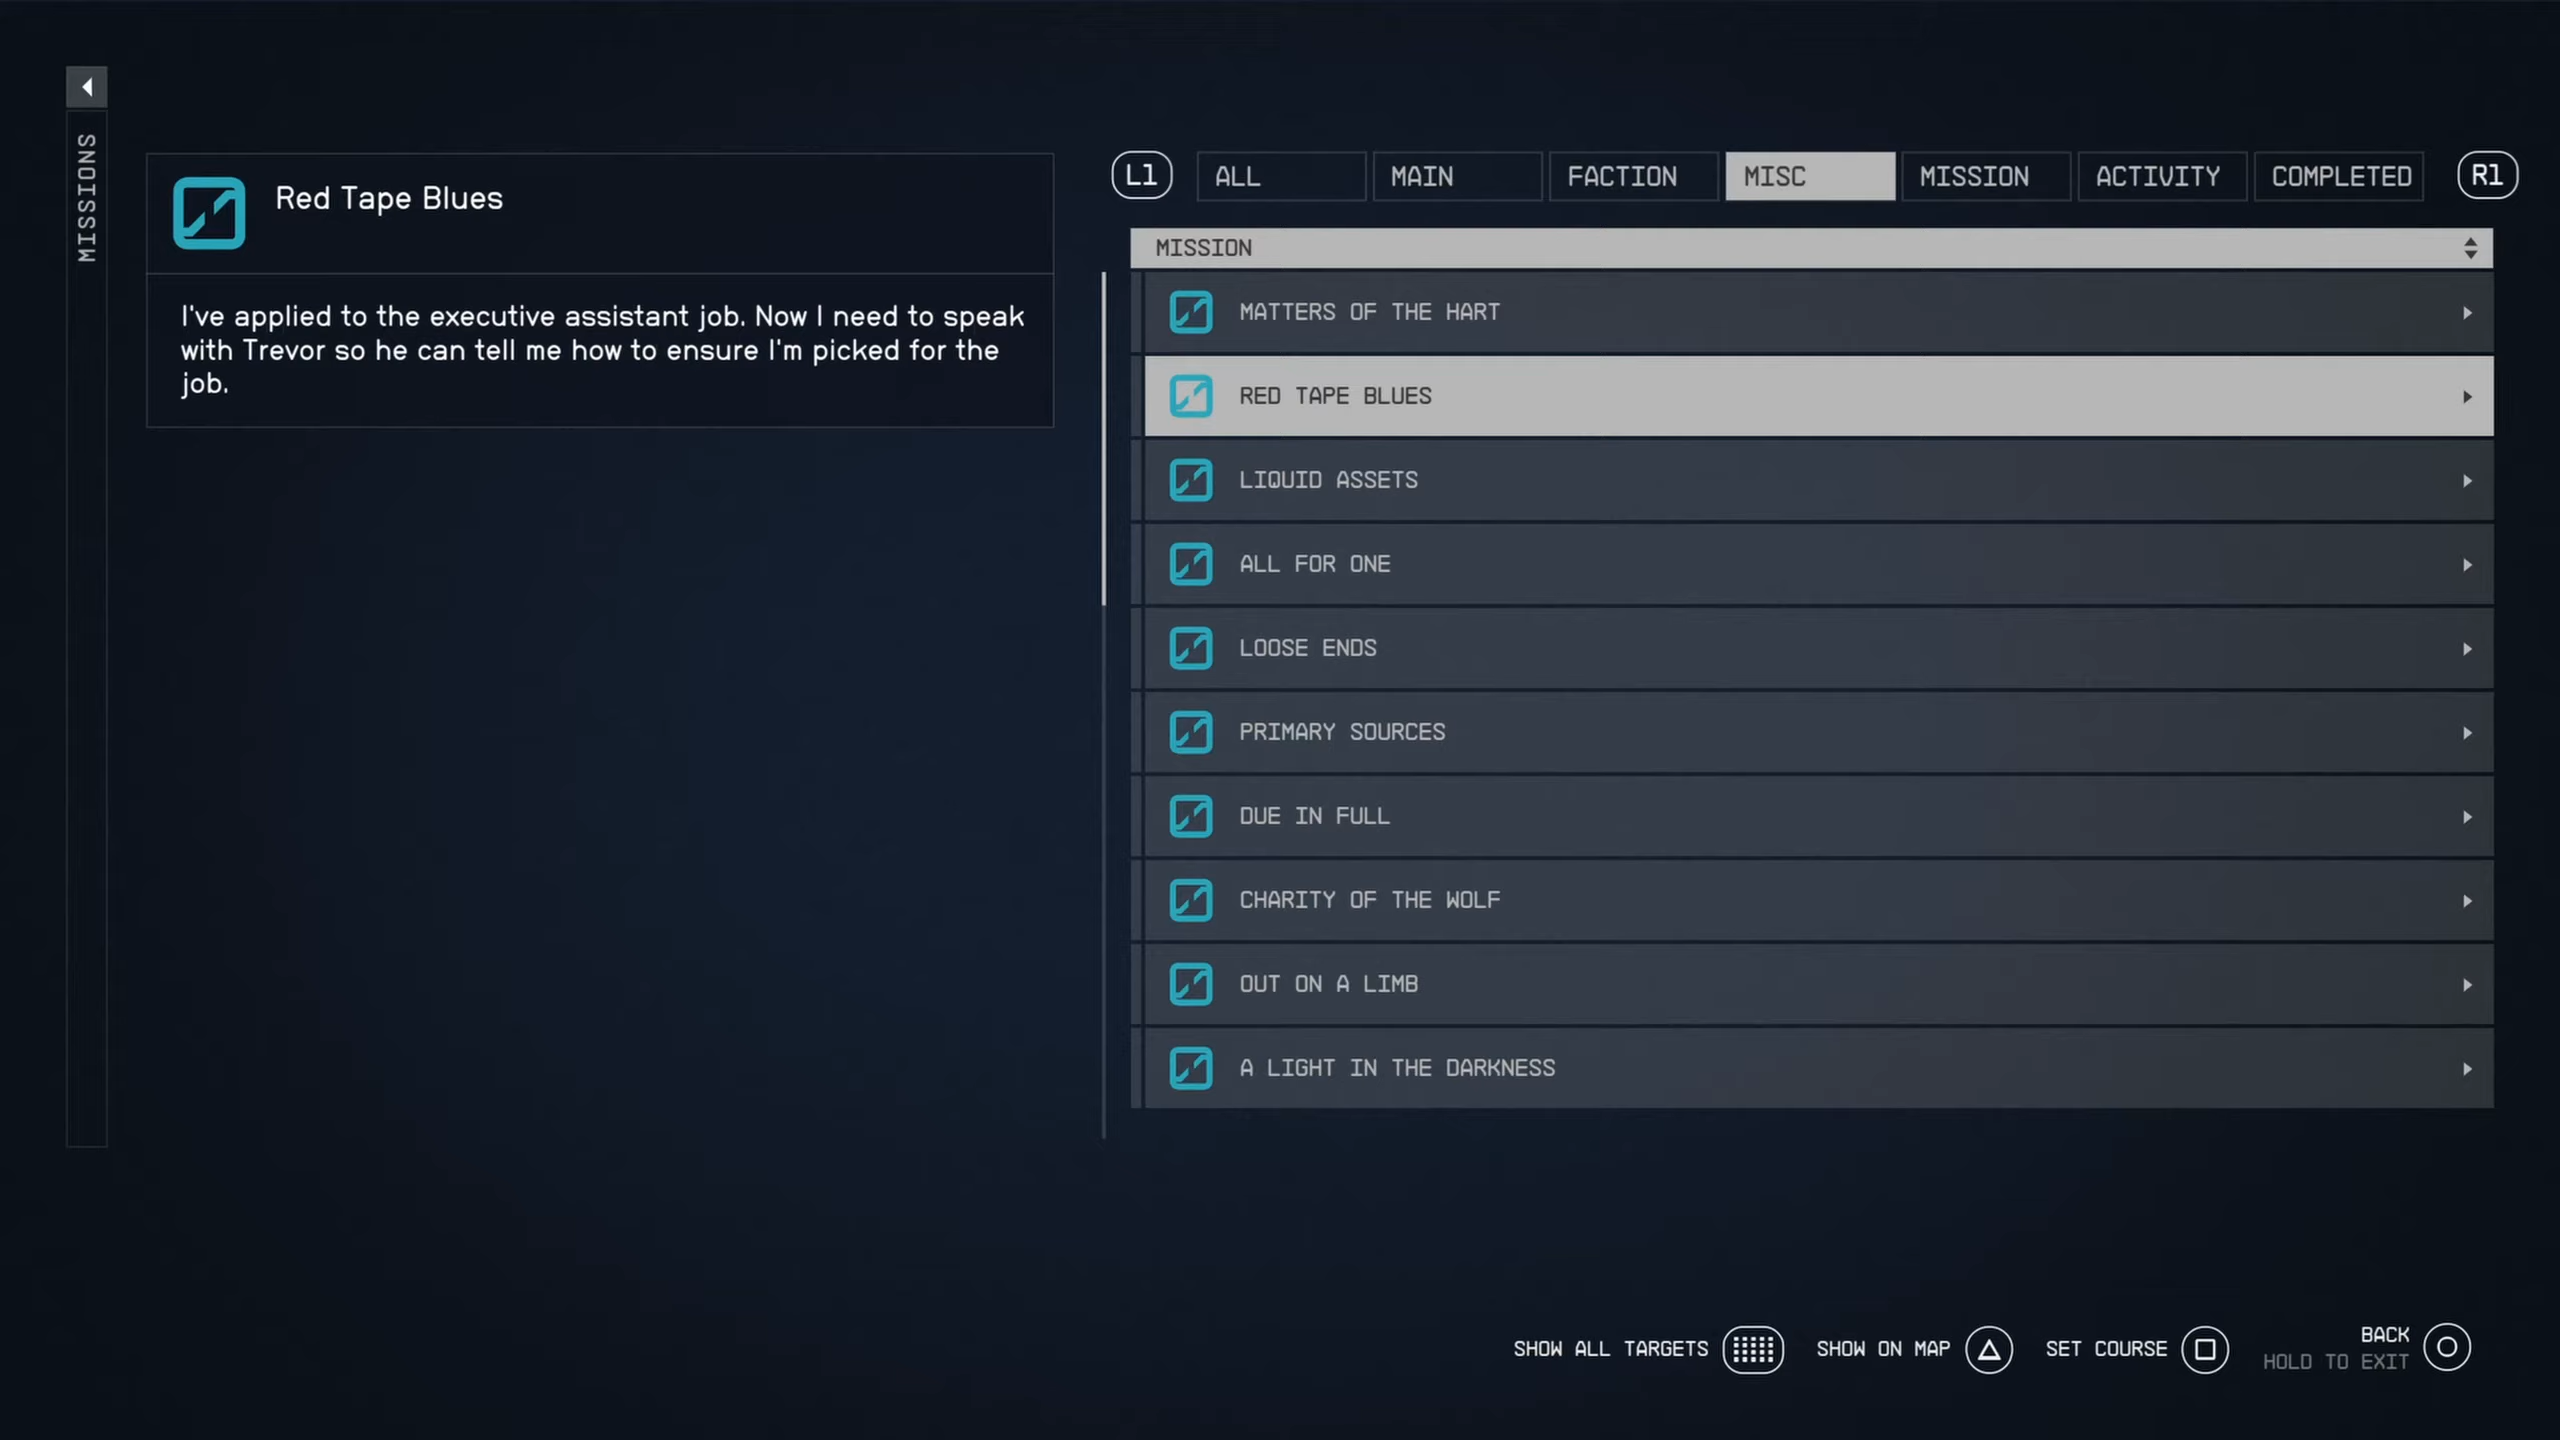 MISSIONS
Red Tape Blues
I've applied to the executive assistant job. Now I need to speak
with Trevor so he can tell me how to ensure I'm picked for the
job.
L1 ALL MAIN FACTION MISC MISSION ACTIVITY COMPLETED R1
MISSION
MATTERS OF THE HART
RED TAPE BLUES
LIQUID ASSETS
ALL FOR ONE
LOOSE ENDS
PRIMARY SOURCES
DUE IN FULL
CHARITY OF THE WOLF
OUT ON A LIMB
A LIGHT IN THE DARKNESS
SHOW ALL TARGETS SHOW ON MAP SET COURSE BACK
HOLD TO EXIT